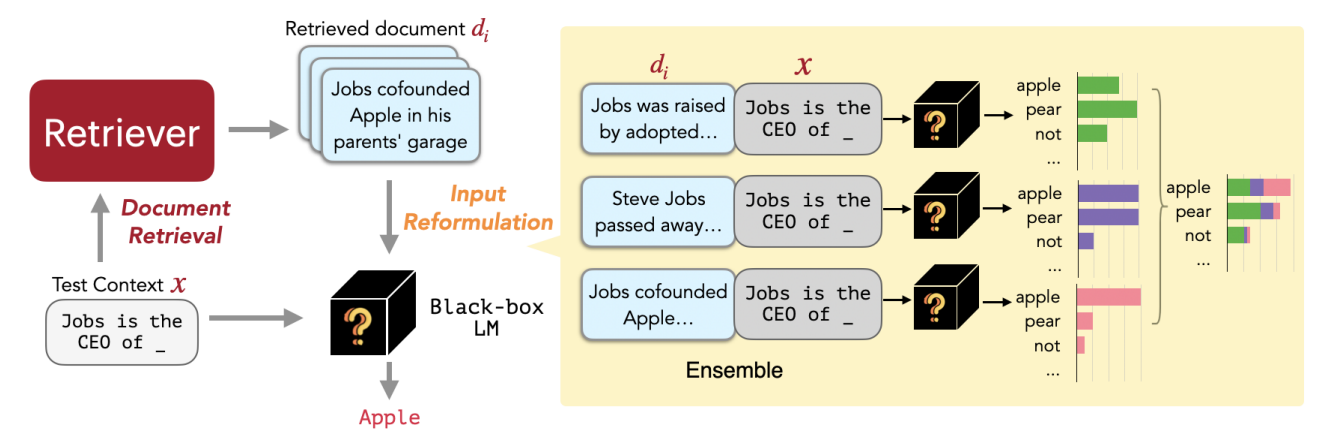 Retrieved document di
Jobs cofounded
Apple in his
parents' garage
Retriever
Document
Retrieval
Input
Reformulation
Test Context x
Jobs is the
CEO of _
?
Black-box
LM
Apple
di
x
Jobs was raised
by adopted...
Jobs is the
CEO of _
?
apple
pear
not
...
Steve Jobs
passed away...
Jobs is the
CEO of _
?
apple
pear
not
...
Jobs cofounded
Apple...
Jobs is the
CEO of _
?
apple
pear
not
...
apple
pear
not
...
Ensemble